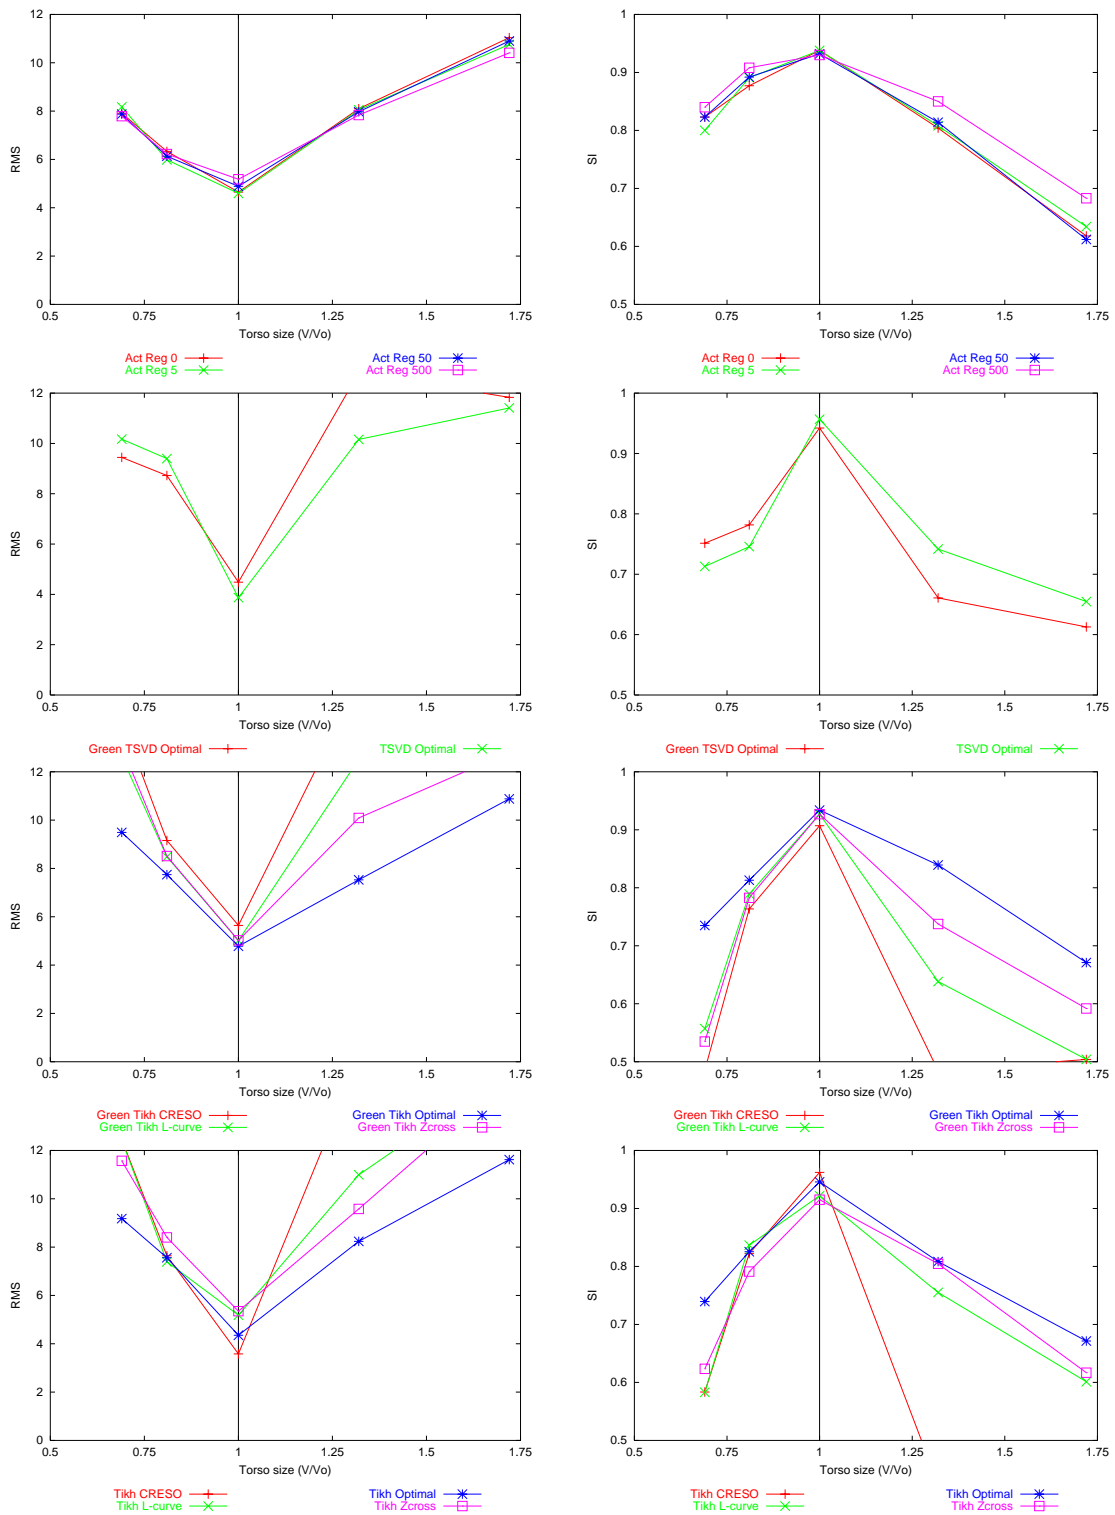 12
10
8
6
4
2
0
RMS
0.5 0.75 1 1.25 1.5 1.75
Torso size (V/Vo)
Act Reg 0 Act Reg 50
Act Reg 5 Act Reg 500
1
0.9
0.8
0.7
0.6
0.5
SI
0.5 0.75 1 1.25 1.5 1.75
Torso size (V/Vo)
Act Reg 0 Act Reg 50
Act Reg 5 Act Reg 500
12
10
8
6
4
2
0
RMS
0.5 0.75 1 1.25 1.5 1.75
Torso size (V/Vo)
Green TSVD Optimal TSVD Optimal
1
0.9
0.8
0.7
0.6
0.5
SI
0.5 0.75 1 1.25 1.5 1.75
Torso size (V/Vo)
Green TSVD Optimal TSVD Optimal
12
10
8
6
4
2
0
RMS
0.5 0.75 1 1.25 1.5 1.75
Torso size (V/Vo)
Green Tikh CRESO Green Tikh Optimal
Green Tikh L-curve Green Tikh Zcross
1
0.9
0.8
0.7
0.6
0.5
SI
0.5 0.75 1 1.25 1.5 1.75
Torso size (V/Vo)
Green Tikh CRESO Green Tikh Optimal
Green Tikh L-curve Green Tikh Zcross
12
10
8
6
4
2
0
RMS
0.5 0.75 1 1.25 1.5 1.75
Torso size (V/Vo)
Tikh CRESO Tikh Optimal
Tikh L-curve Tikh Zcross
1
0.9
0.8
0.7
0.6
0.5
SI
0.5 0.75 1 1.25 1.5 1.75
Torso size (V/Vo)
Tikh CRESO Tikh Optimal
Tikh L-curve Tikh Zcross